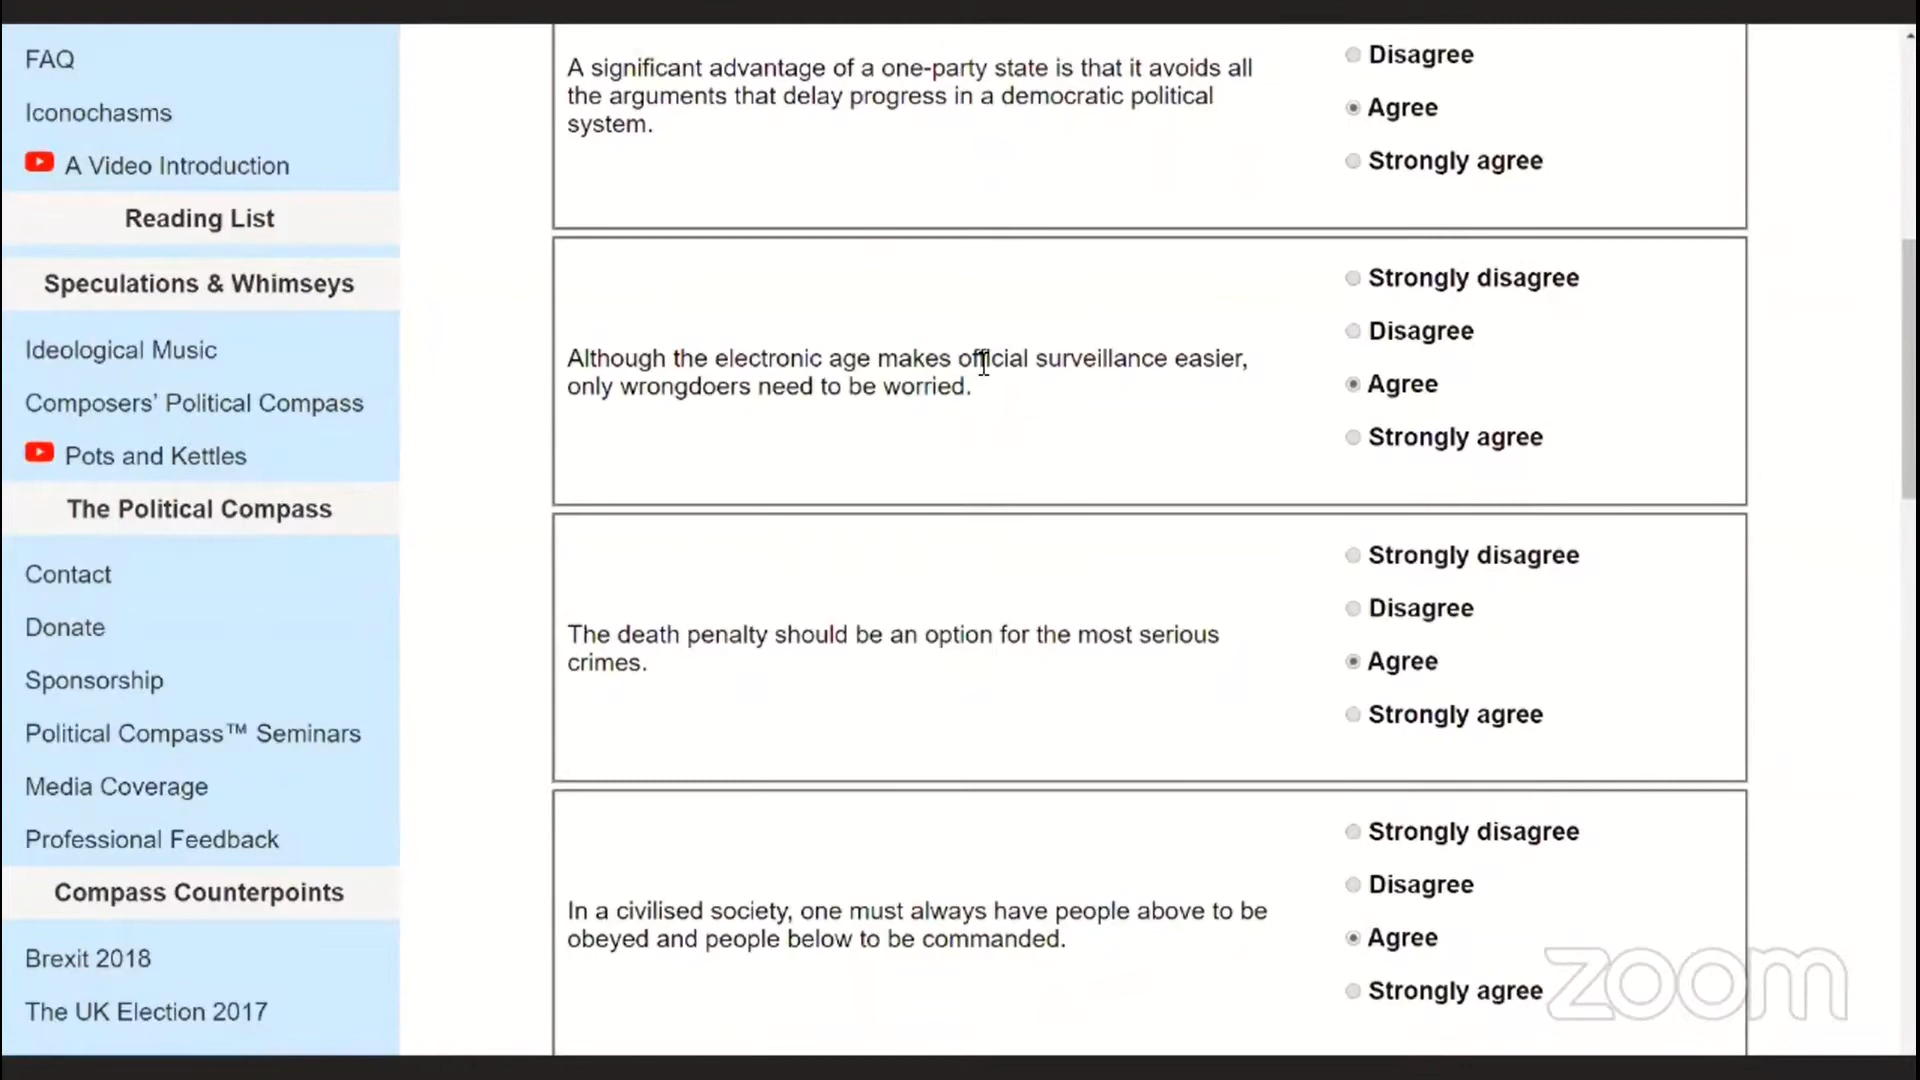 FAQ
Iconochasms
A Video Introduction
Reading List
Speculations & Whimseys
Ideological Music
Composers’ Political Compass
Pots and Kettles
The Political Compass
Contact
Donate
Sponsorship
Political Compass™ Seminars
Media Coverage
Professional Feedback
Compass Counterpoints
Brexit 2018
The UK Election 2017
A significant advantage of a one-party state is that it avoids all
the arguments that delay progress in a democratic political
system.
Disagree
Agree
Strongly agree
Although the electronic age makes official surveillance easier,
only wrongdoers need to be worried.
Strongly disagree
Disagree
Agree
Strongly agree
The death penalty should be an option for the most serious
crimes.
Strongly disagree
Disagree
Agree
Strongly agree
In a civilised society, one must always have people above to be
obeyed and people below to be commanded.
Strongly disagree
Disagree
Agree
Strongly agree
zoom